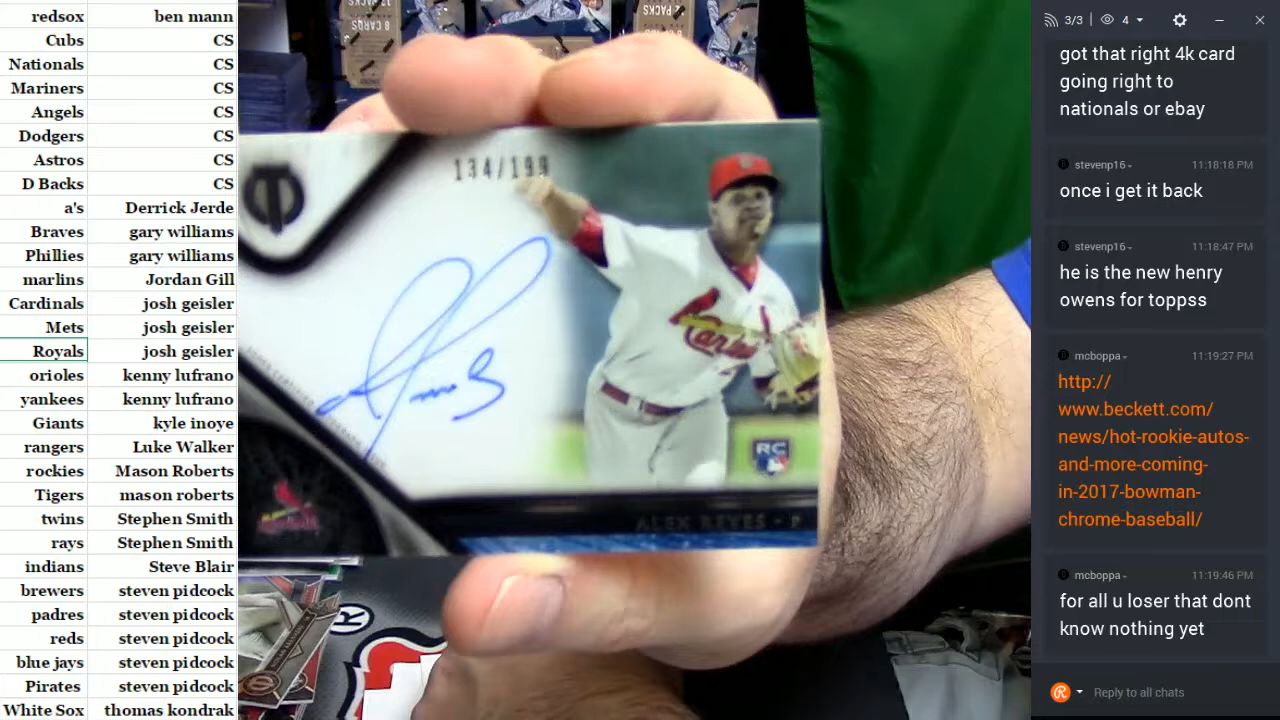 redsox ben mann
Cubs CS
Nationals CS
Mariners CS
Angels CS
Dodgers CS
Astros CS
D Backs CS
a's Derrick Jerde
Braves gary williams
Phillies gary williams
marlins Jordan Gill
Cardinals josh geisler
Mets josh geisler
Royals josh geisler
orioles kenny lufrano
yankees kenny lufrano
Giants kyle inoye
rangers Luke Walker
rockies Mason Roberts
Tigers mason roberts
twins Stephen Smith
rays Stephen Smith
indians Steve Blair
brewers steven pidcock
padres steven pidcock
reds steven pidcock
blue jays steven pidcock
Pirates steven pidcock
White Sox thomas kondrak
8 CARDS
2 PACKS
134/199
Cardinals
RC
ALEX REYES - P
3/3 4
got that right 4k card
going right to
nationals or ebay
stevenp16 11:18:18 PM
once i get it back
stevenp16 11:18:47 PM
he is the new henry
owens for toppss
mcboppa 11:19:27 PM
http://
www.beckett.com/
news/hot-rookie-autos-
and-more-coming-
in-2017-bowman-
chrome-baseball/
mcboppa 11:19:46 PM
for all u loser that dont
know nothing yet
Reply to all chats